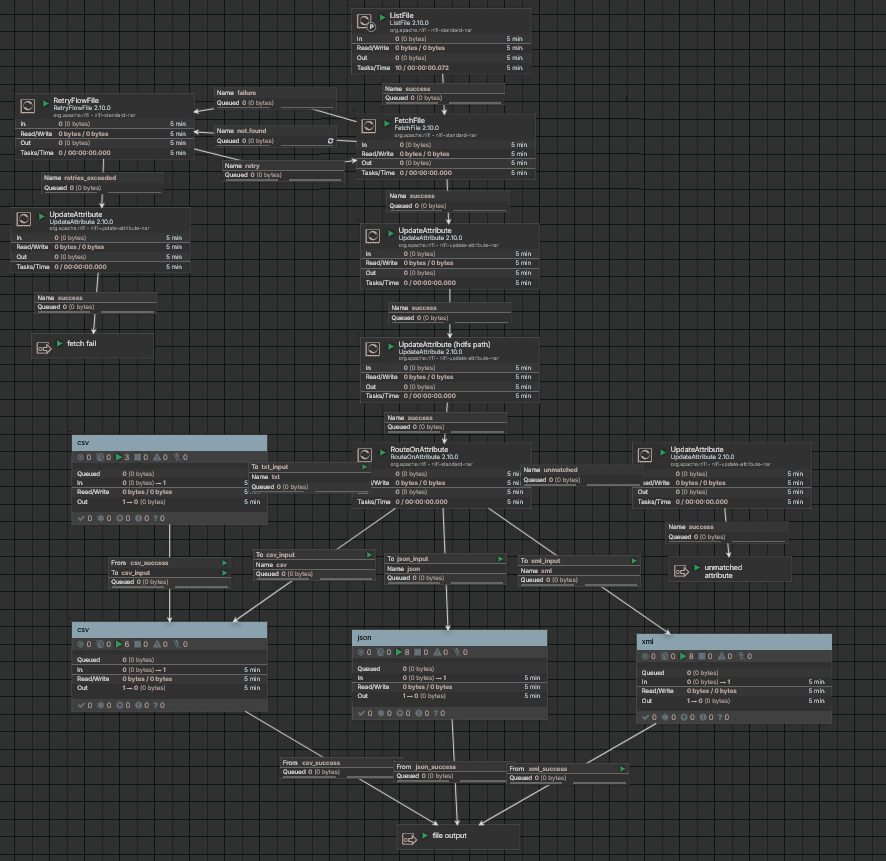 ListFile
ListFile 2.10.0
org.apache.nifi - nifi-standard-nar
In 0 (0 bytes) 5 min
Read/Write 0 bytes / 0 bytes 5 min
Out 0 (0 bytes) 5 min
Tasks/Time 10 / 00:00:00.072 5 min
Name success
Queued 0 (0 bytes)
RetryFlowFile
RetryFlowFile 2.10.0
org.apache.nifi - nifi-standard-nar
In 0 (0 bytes) 5 min
Read/Write 0 bytes / 0 bytes 5 min
Out 0 (0 bytes) 5 min
Tasks/Time 0 / 00:00:00.000 5 min
Name failure
Queued 0 (0 bytes)
Name not.found
Queued 0 (0 bytes)
Name retry
Queued 0 (0 bytes)
FetchFile
FetchFile 2.10.0
org.apache.nifi - nifi-standard-nar
In 0 (0 bytes) 5 min
Read/Write 0 bytes / 0 bytes 5 min
Out 0 (0 bytes) 5 min
Tasks/Time 0 / 00:00:00.000 5 min
Name retries_exceeded
Queued 0 (0 bytes)
UpdateAttribute
UpdateAttribute 2.10.0
org.apache.nifi - nifi-update-attribute-nar
In 0 (0 bytes) 5 min
Read/Write 0 bytes / 0 bytes 5 min
Out 0 (0 bytes) 5 min
Tasks/Time 0 / 00:00:00.000 5 min
Name success
Queued 0 (0 bytes)
fetch fail
Name success
Queued 0 (0 bytes)
UpdateAttribute
UpdateAttribute 2.10.0
org.apache.nifi - nifi-update-attribute-nar
In 0 (0 bytes) 5 min
Read/Write 0 bytes / 0 bytes 5 min
Out 0 (0 bytes) 5 min
Tasks/Time 0 / 00:00:00.000 5 min
Name success
Queued 0 (0 bytes)
UpdateAttribute (hdfs path)
UpdateAttribute 2.10.0
org.apache.nifi - nifi-update-attribute-nar
In 0 (0 bytes) 5 min
Read/Write 0 bytes / 0 bytes 5 min
Out 0 (0 bytes) 5 min
Tasks/Time 0 / 00:00:00.000 5 min
Name success
Queued 0 (0 bytes)
csv
0 0 3 0 0 0
Queued 0 (0 bytes)
In 0 (0 bytes) → 1 5
Read/Write 0 bytes / 0 bytes 5 min
Out 1 → 0 (0 bytes) 5 min
0 0 0 0 ? 0
To txt_input
Name txt
Queued 0 (0 bytes)
RouteOnAttribute
RouteOnAttribute 2.10.0
org.apache.nifi - nifi-standard-nar
0 (0 bytes) 5 min
0 bytes / 0 bytes 5 min
0 (0 bytes) 5 min
Tasks/Time 0 / 00:00:00.000 5 min
Name unmatched
Queued 0 (0 bytes)
UpdateAttribute
UpdateAttribute 2.10.0
org.apache.nifi - nifi-update-attribute-nar
0 (0 bytes) 5 min
0 bytes / 0 bytes 5 min
Out 0 (0 bytes) 5 min
Tasks/Time 0 / 00:00:00.000 5 min
Name success
Queued 0 (0 bytes)
unmatched
attribute
From csv_success
To csv_input
Queued 0 (0 bytes)
To csv_input
Name csv
Queued 0 (0 bytes)
To json_input
Name json
Queued 0 (0 bytes)
To xml_input
Name xml
Queued 0 (0 bytes)
csv
0 0 6 0 0 0
Queued 0 (0 bytes)
In 0 (0 bytes) → 1 5 min
Read/Write 0 bytes / 0 bytes 5 min
Out 1 → 0 (0 bytes) 5 min
0 0 0 0 ? 0
json
0 0 8 0 0 0
Queued 0 (0 bytes)
In 0 (0 bytes) → 1 5 min
Read/Write 0 bytes / 0 bytes 5 min
Out 1 → 0 (0 bytes) 5 min
0 0 0 0 ? 0
xml
0 0 8 0 0 0
Queued 0 (0 bytes)
In 0 (0 bytes) → 1 5 min
Read/Write 0 bytes / 0 bytes 5 min
Out 1 → 0 (0 bytes) 5 min
0 0 0 0 ? 0
From csv_success
Queued 0 (0 bytes)
From json_success
Queued 0 (0 bytes)
From xml_success
Queued 0 (0 bytes)
file output